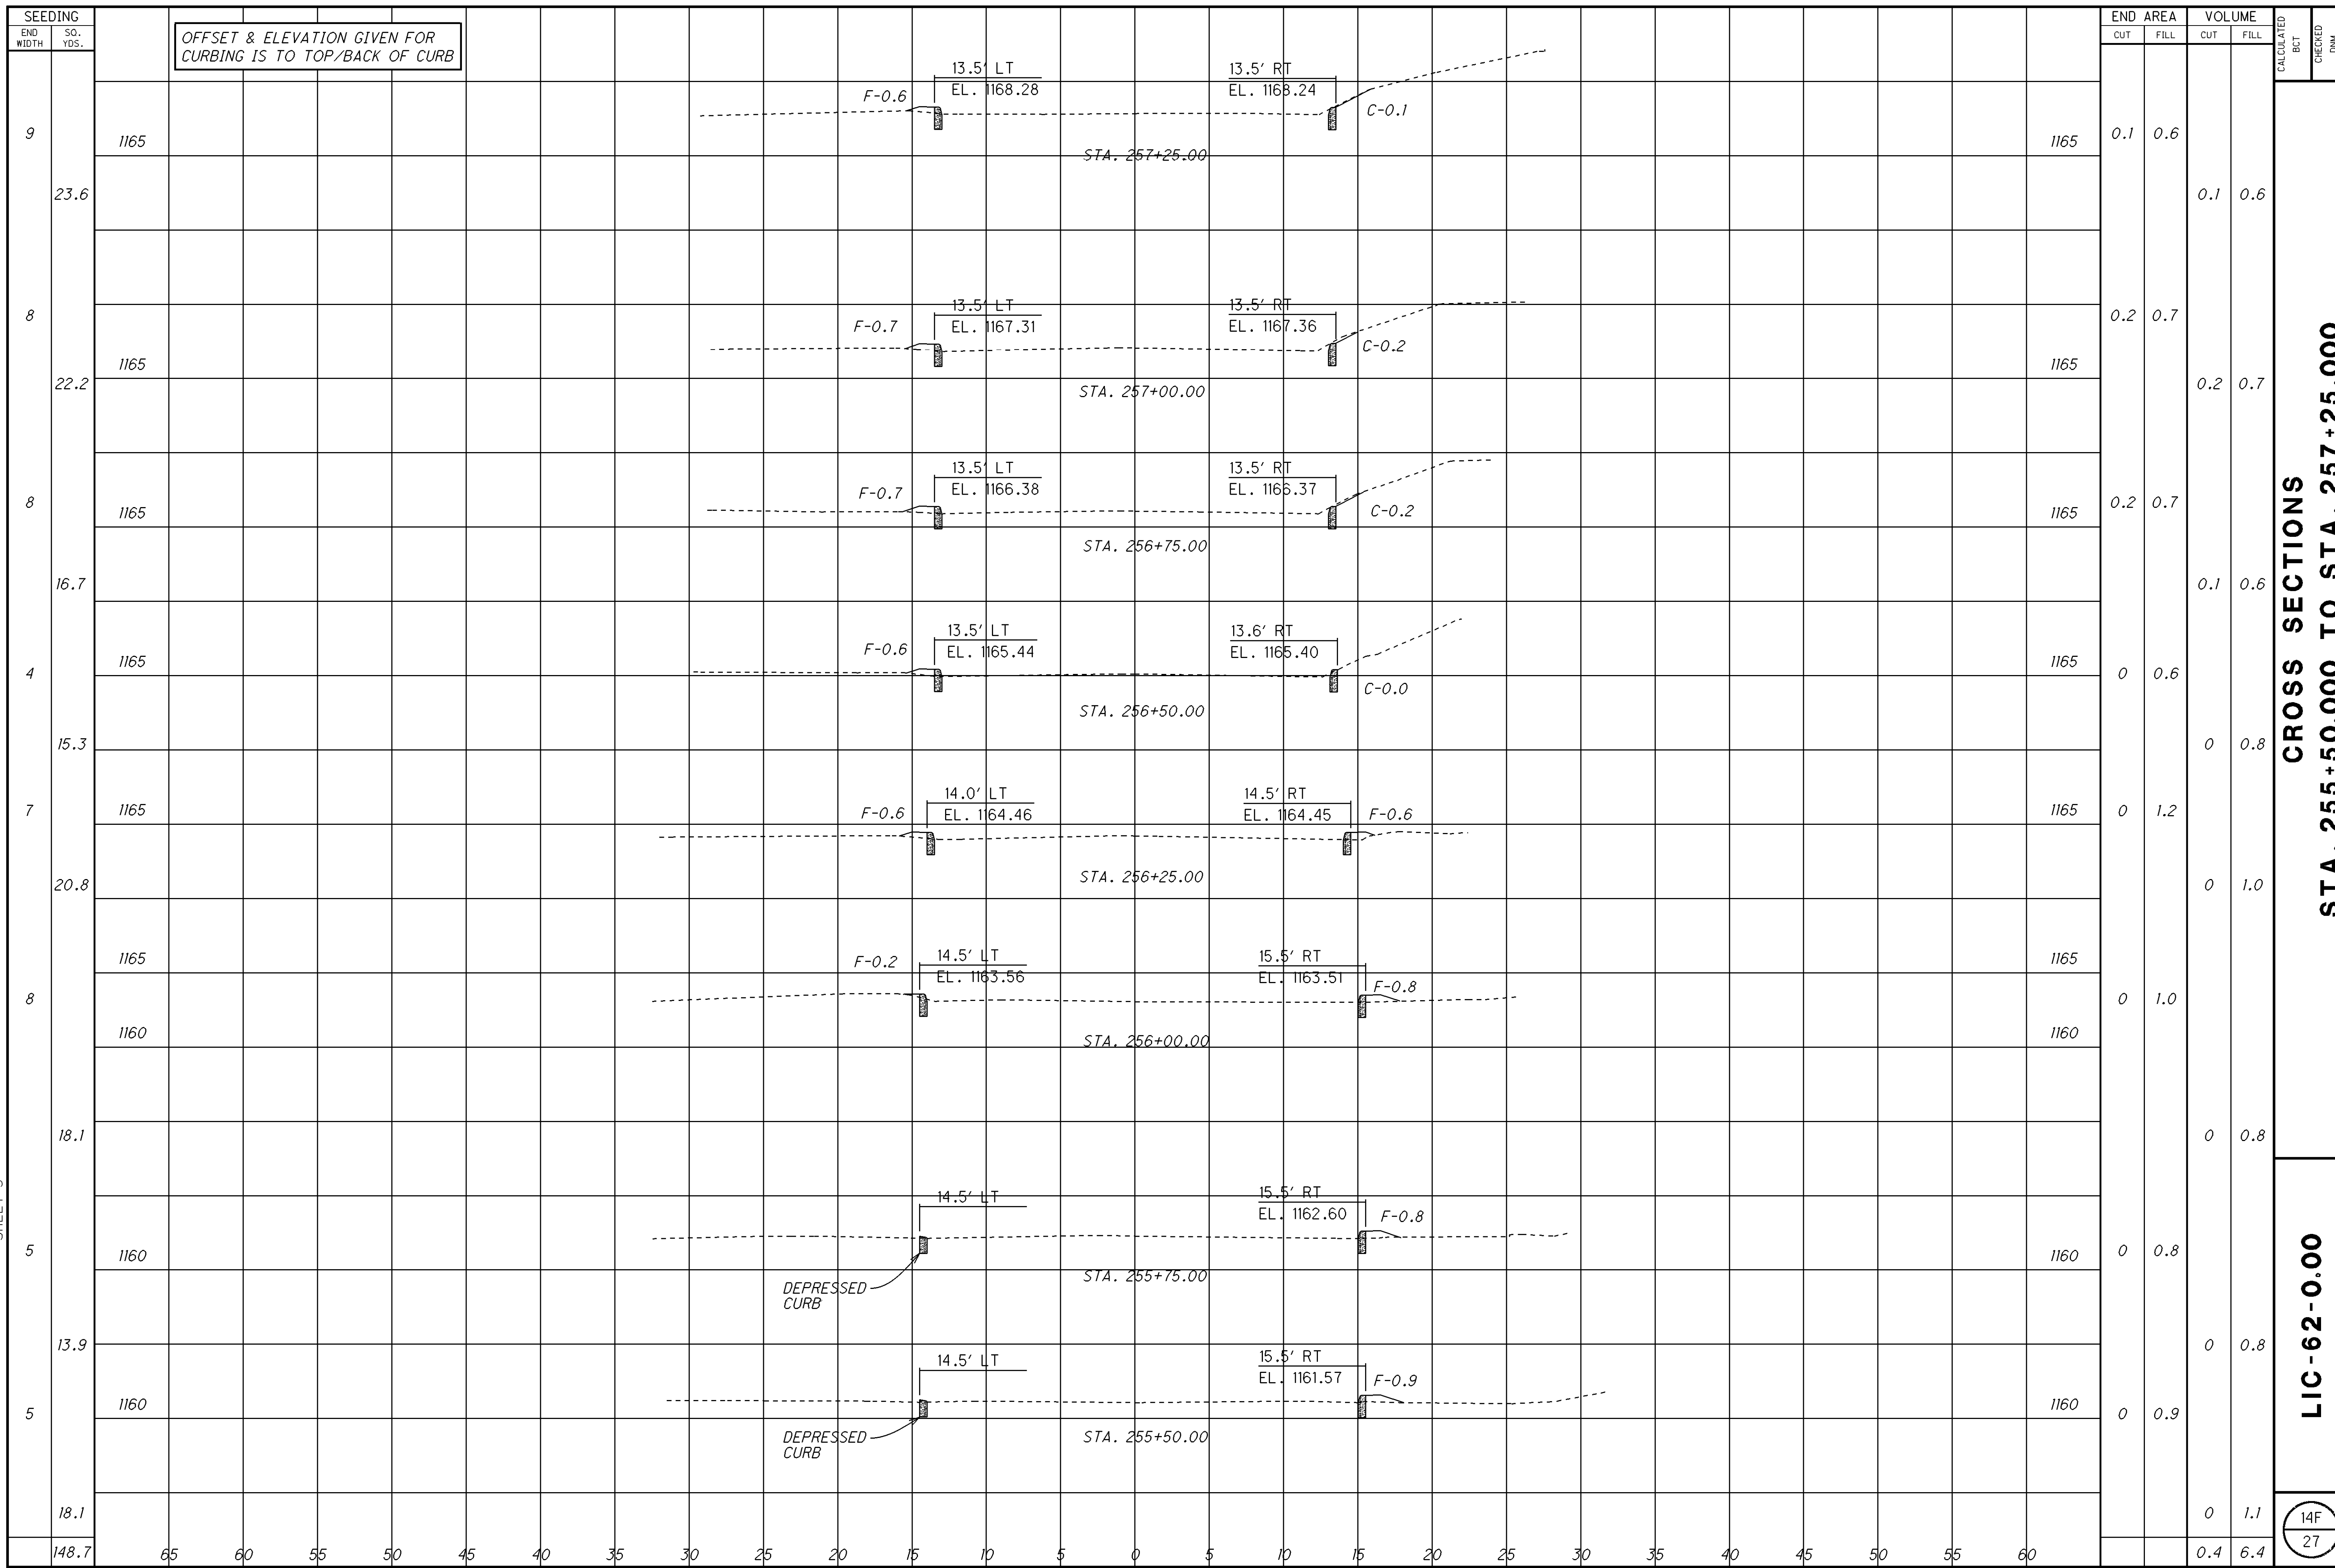 SEEDING
END WIDTH
SQ. YDS.
OFFSET & ELEVATION GIVEN FOR
CURBING IS TO TOP/BACK OF CURB
END AREA
VOLUME
CUT
FILL
CUT
FILL
CALCULATED
BCT
CHECKED
13.5' LT
EL. 1168.28
13.5' RT
EL. 1168.24
F-0.6
C-0.1
9
1165
STA. 257+25.00
1165
0.1
0.6
23.6
0.1
0.6
13.5' LT
EL. 1167.31
13.5' RT
EL. 1167.36
F-0.7
C-0.2
8
0.2
0.7
1165
1165
STA. 257+00.00
22.2
0.2
0.7
13.5' LT
EL. 1166.38
13.5' RT
EL. 1166.37
F-0.7
C-0.2
8
1165
1165
0.2
0.7
STA. 256+75.00
16.7
0.1
0.6
13.5' LT
EL. 1165.44
13.6' RT
EL. 1165.40
F-0.6
C-0.0
4
1165
1165
0
0.6
STA. 256+50.00
15.3
0
0.8
14.0' LT
EL. 1164.46
14.5' RT
EL. 1164.45
F-0.6
F-0.6
7
1165
1165
0
1.2
STA. 256+25.00
20.8
0
1.0
14.5' LT
EL. 1163.56
15.5' RT
EL. 1163.51
F-0.2
F-0.8
1165
1165
8
0
1.0
1160
1160
STA. 256+00.00
18.1
0
0.8
14.5' LT
15.5' RT
EL. 1162.60
F-0.8
5
1160
1160
0
0.8
DEPRESSED
CURB
STA. 255+75.00
13.9
0
0.8
14.5' LT
15.5' RT
EL. 1161.57
F-0.9
5
1160
1160
0
0.9
DEPRESSED
CURB
STA. 255+50.00
18.1
0
1.1
148.7
65 60 55 50 45 40 35 30 25 20 15 10 5 0 5 10 15 20 25 30 35 40 45 50 55 60
0.4
6.4
CROSS SECTIONS
STA. 255+50.000 TO STA. 257+25.000
LIC-62-0.00
14F
27